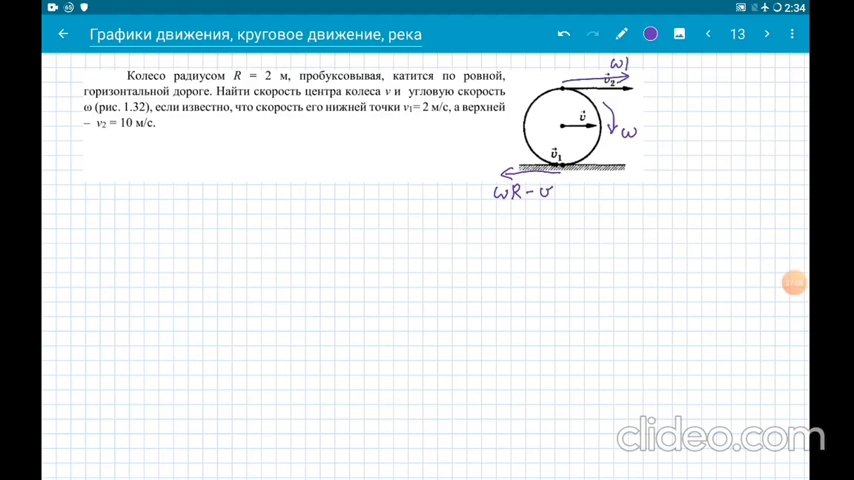 65
2:34
Графики движения, круговое движение, река
13
Колесо радиусом R = 2 м, пробуксовывая, катится по ровной,
горизонтальной дороге. Найти скорость центра колеса v и угловую скорость
ω (рис. 1.32), если известно, что скорость его нижней точки v₁= 2 м/с, а верхней
– v₂ = 10 м/с.
ω
v₂
v
ω
v₁
ωR – v
clideo.com